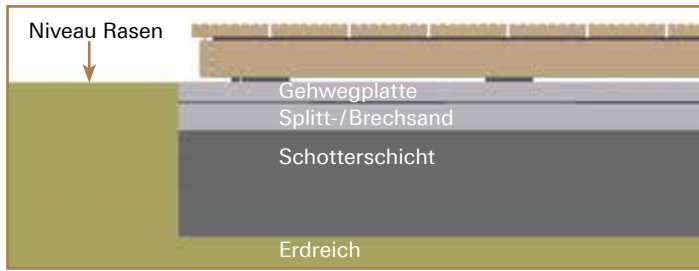 Niveau Rasen
Gehwegplatte
Splitt-/Brechsand
Schotterschicht
Erdreich